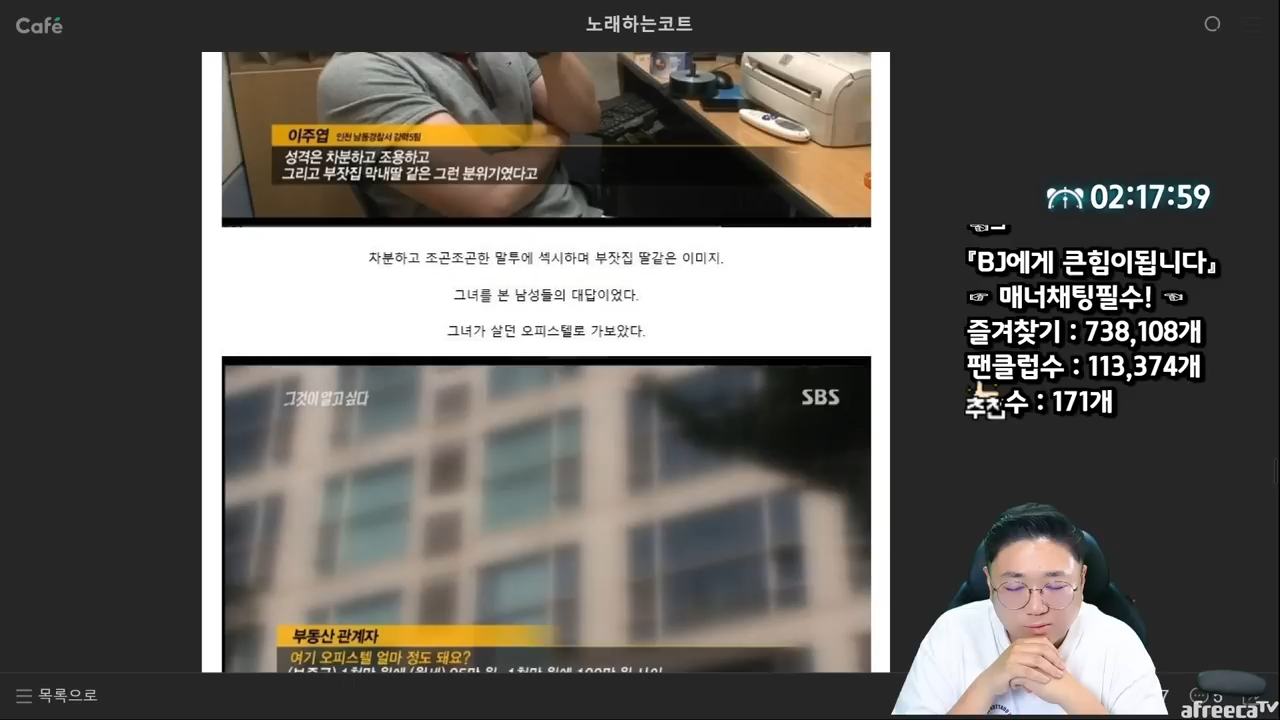 Café
노래하는코트
이주엽 인천 남동경찰서 강력5팀
성격은 차분하고 조용하고
그리고 부잣집 막내딸 같은 그런 분위기였다고
차분하고 조곤조곤한 말투에 섹시하며 부잣집 딸같은 이미지.
그녀를 본 남성들의 대답이었다.
그녀가 살던 오피스텔로 가보았다.
그것이 알고 싶다
SBS
부동산 관계자
여기 오피스텔 얼마 정도 돼요?
02:17:59
『BJ에게 큰힘이됩니다』
☞ 매너채팅필수! ☜
즐겨찾기 : 738,108개
팬클럽수 : 113,374개
추천수 : 171개
목록으로
afreecaTV